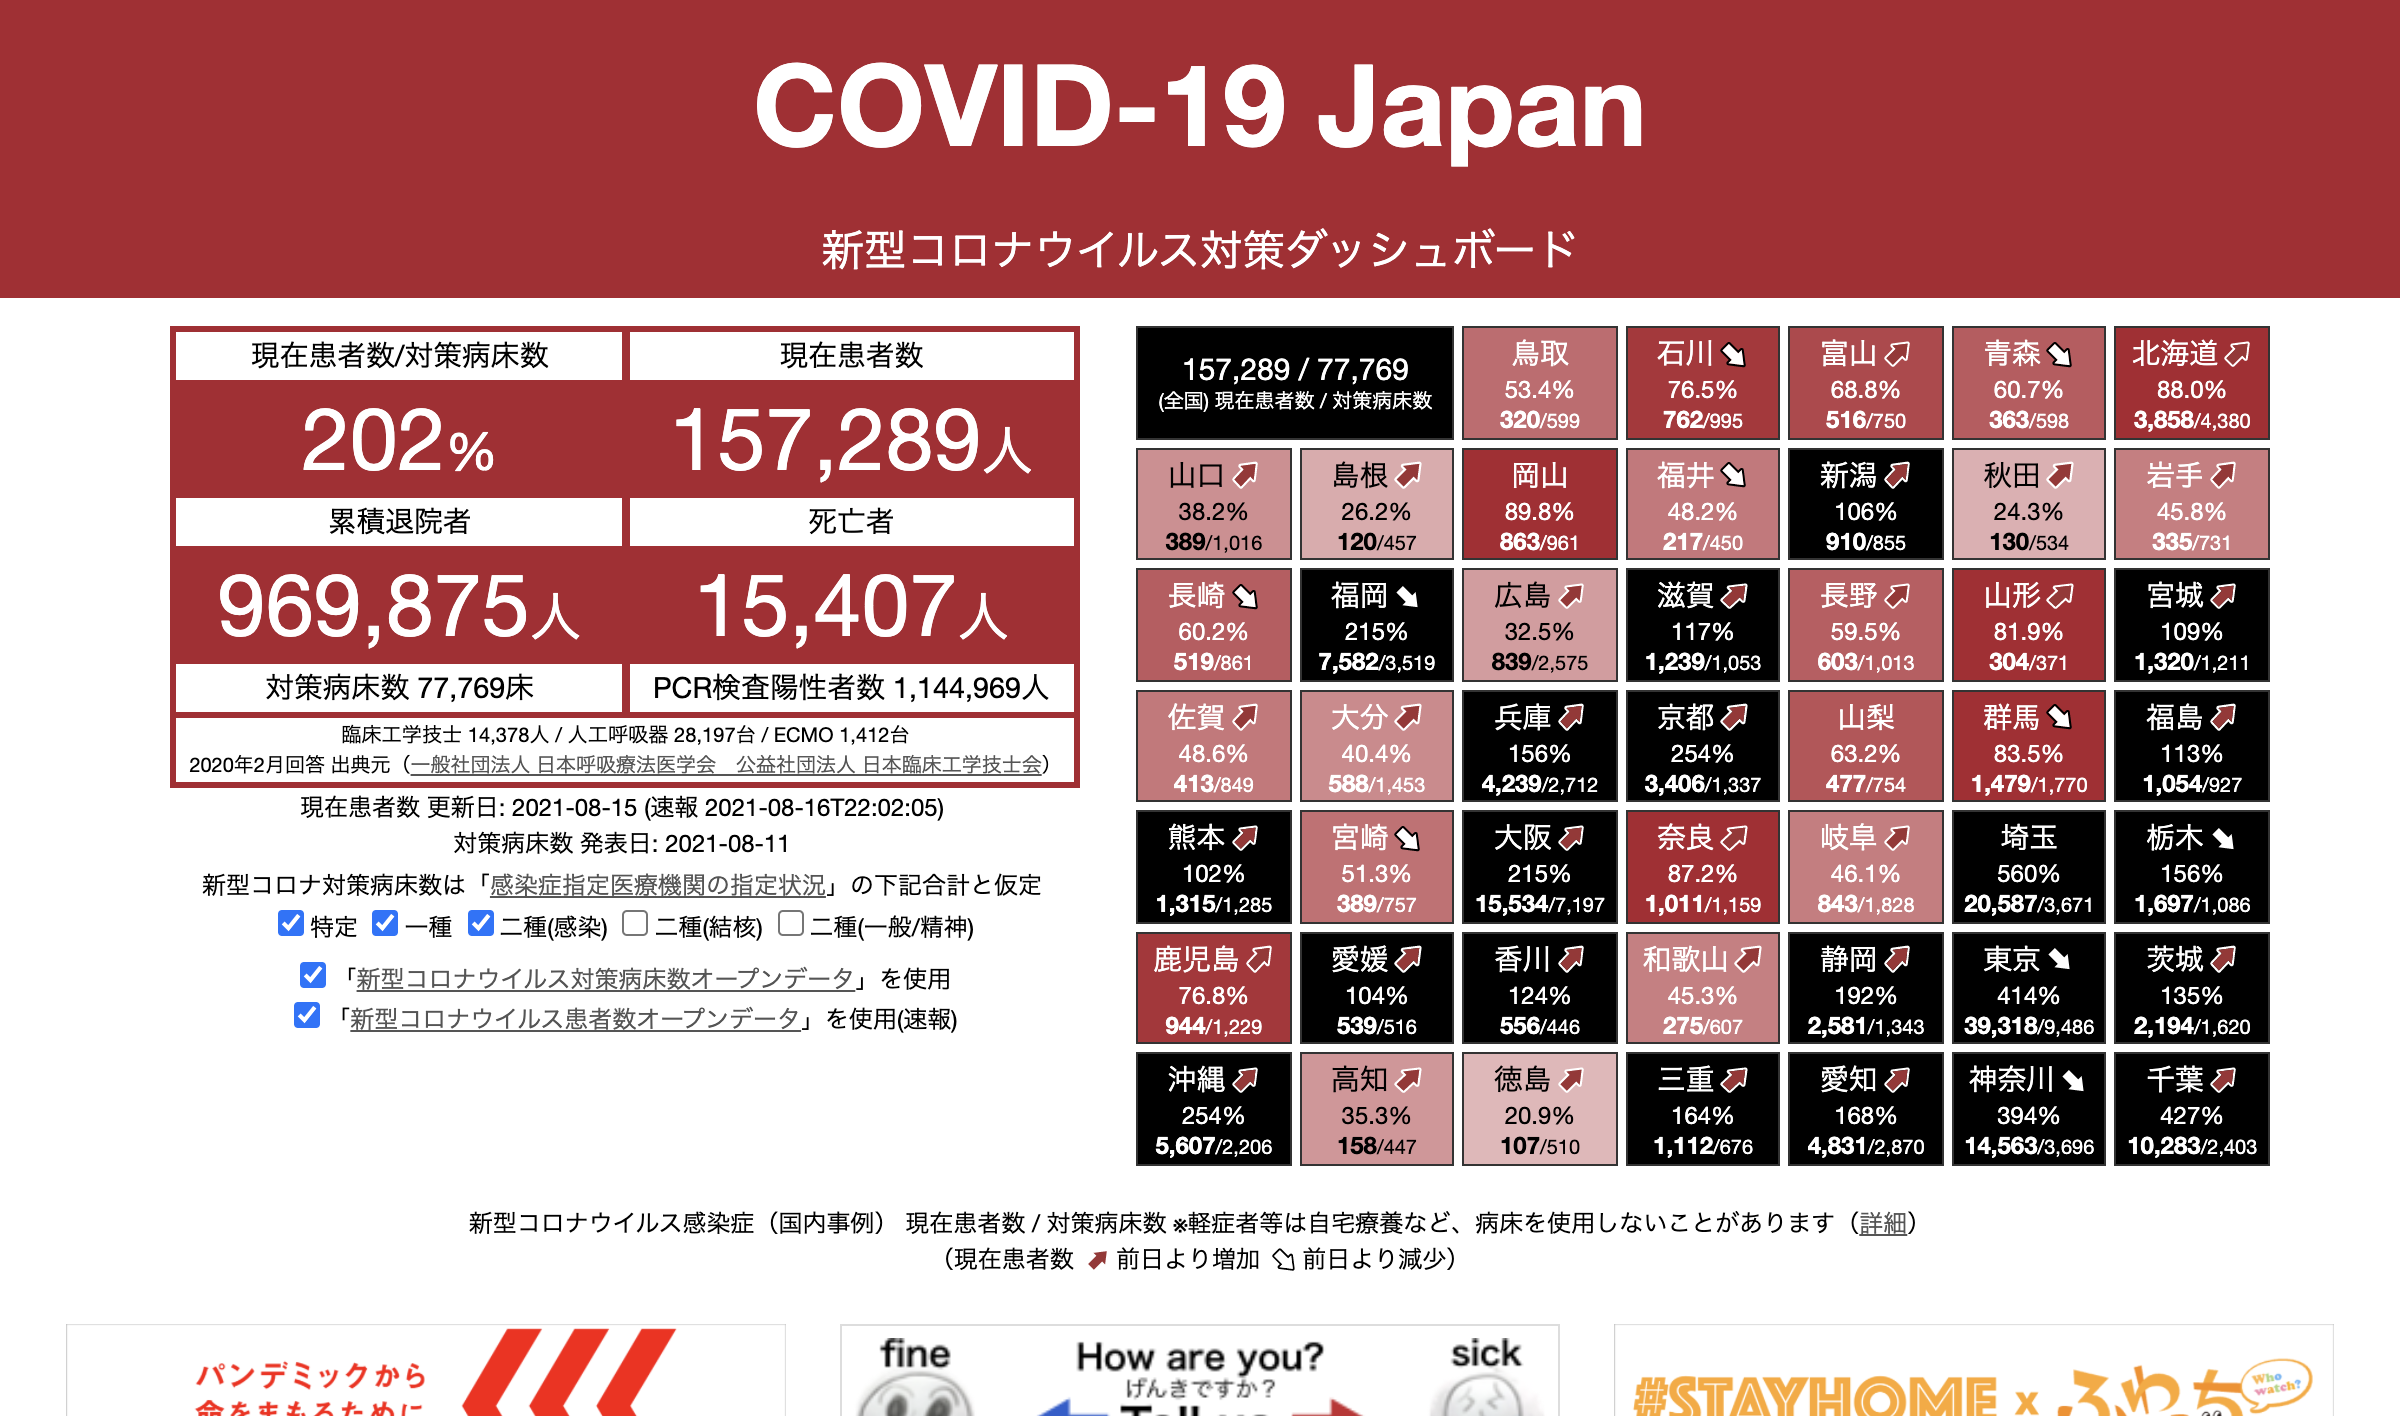 COVID-19 Japan
新型コロナウイルス対策ダッシュボード
現在患者数/対策病床数
現在患者数
202%
157,289人
累積退院者
死亡者
969,875人
15,407人
対策病床数 77,769床
PCR検査陽性者数 1,144,969人
臨床工学技士 14,378人 / 人工呼吸器 28,197台 / ECMO 1,412台
2020年2月回答 出典元（一般社団法人 日本呼吸療法医学会　公益社団法人 日本臨床工学技士会）
現在患者数 更新日: 2021-08-15 (速報 2021-08-16T22:02:05)
対策病床数 発表日: 2021-08-11
新型コロナ対策病床数は「感染症指定医療機関の指定状況」の下記合計と仮定
特定 一種 二種(感染) 二種(結核) 二種(一般/精神)
「新型コロナウイルス対策病床数オープンデータ」を使用
「新型コロナウイルス患者数オープンデータ」を使用(速報)
157,289 / 77,769
(全国) 現在患者数 / 対策病床数
鳥取
53.4%
320/599
石川
76.5%
762/995
富山
68.8%
516/750
青森
60.7%
363/598
北海道
88.0%
3,858/4,380
山口
38.2%
389/1,016
島根
26.2%
120/457
岡山
89.8%
863/961
福井
48.2%
217/450
新潟
106%
910/855
秋田
24.3%
130/534
岩手
45.8%
335/731
長崎
60.2%
519/861
福岡
215%
7,582/3,519
広島
32.5%
839/2,575
滋賀
117%
1,239/1,053
長野
59.5%
603/1,013
山形
81.9%
304/371
宮城
109%
1,320/1,211
佐賀
48.6%
413/849
大分
40.4%
588/1,453
兵庫
156%
4,239/2,712
京都
254%
3,406/1,337
山梨
63.2%
477/754
群馬
83.5%
1,479/1,770
福島
113%
1,054/927
熊本
102%
1,315/1,285
宮崎
51.3%
389/757
大阪
215%
15,534/7,197
奈良
87.2%
1,011/1,159
岐阜
46.1%
843/1,828
埼玉
560%
20,587/3,671
栃木
156%
1,697/1,086
鹿児島
76.8%
944/1,229
愛媛
104%
539/516
香川
124%
556/446
和歌山
45.3%
275/607
静岡
192%
2,581/1,343
東京
414%
39,318/9,486
茨城
135%
2,194/1,620
沖縄
254%
5,607/2,206
高知
35.3%
158/447
徳島
20.9%
107/510
三重
164%
1,112/676
愛知
168%
4,831/2,870
神奈川
394%
14,563/3,696
千葉
427%
10,283/2,403
新型コロナウイルス感染症（国内事例） 現在患者数 / 対策病床数 ※軽症者等は自宅療養など、病床を使用しないことがあります（詳細）
（現在患者数 前日より増加 前日より減少）
パンデミックから
命をまもるために
fine
How are you?
sick
げんきですか？
Tell us
#STAYHOME x ふわっち
Who watch?